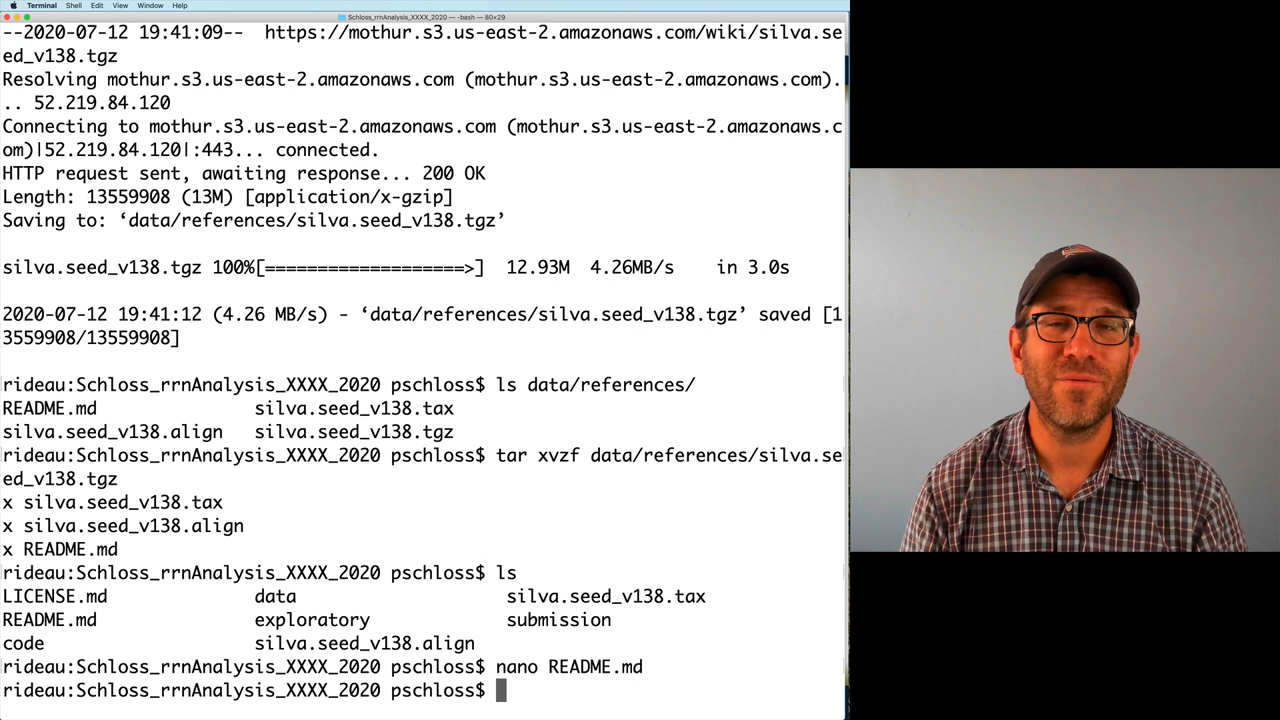 Terminal Shell Edit View Window Help
Schloss_rrnAnalysis_XXXX_2020 — -bash — 80×29
--2020-07-12 19:41:09--  https://mothur.s3.us-east-2.amazonaws.com/wiki/silva.se
ed_v138.tgz
Resolving mothur.s3.us-east-2.amazonaws.com (mothur.s3.us-east-2.amazonaws.com).
.. 52.219.84.120
Connecting to mothur.s3.us-east-2.amazonaws.com (mothur.s3.us-east-2.amazonaws.c
om)|52.219.84.120|:443... connected.
HTTP request sent, awaiting response... 200 OK
Length: 13559908 (13M) [application/x-gzip]
Saving to: ‘data/references/silva.seed_v138.tgz’
silva.seed_v138.tgz 100%[===================>]  12.93M  4.26MB/s    in 3.0s
2020-07-12 19:41:12 (4.26 MB/s) - ‘data/references/silva.seed_v138.tgz’ saved [1
3559908/13559908]
rideau:Schloss_rrnAnalysis_XXXX_2020 pschloss$ ls data/references/
README.md               silva.seed_v138.tax
silva.seed_v138.align   silva.seed_v138.tgz
rideau:Schloss_rrnAnalysis_XXXX_2020 pschloss$ tar xvzf data/references/silva.se
ed_v138.tgz
x silva.seed_v138.tax
x silva.seed_v138.align
x README.md
rideau:Schloss_rrnAnalysis_XXXX_2020 pschloss$ ls
LICENSE.md              data                    silva.seed_v138.tax
README.md               exploratory             submission
code                    silva.seed_v138.align
rideau:Schloss_rrnAnalysis_XXXX_2020 pschloss$ nano README.md
rideau:Schloss_rrnAnalysis_XXXX_2020 pschloss$